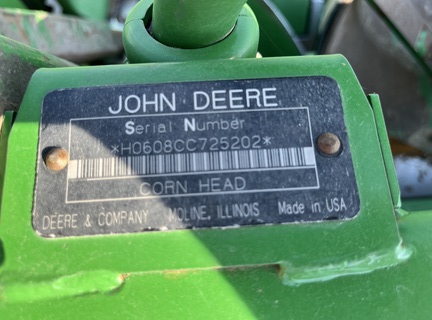 JOHN DEERE
Serial Number
*H0608CC725202*
CORN HEAD
DEERE & COMPANY MOLINE, ILLINOIS Made in USA